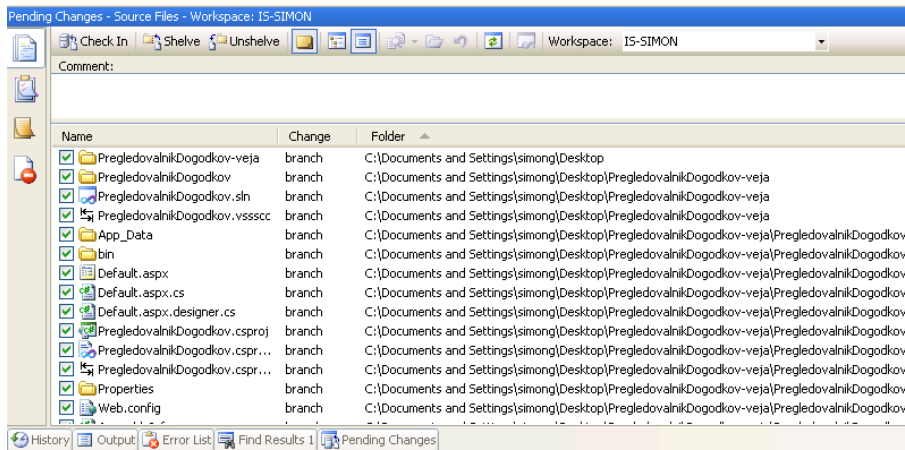 Pending Changes - Source Files - Workspace: IS-SIMON
Check In Shelve Unshelve Workspace: IS-SIMON
Comment:
Name Change Folder
PregledovalnikDogodkov-veja branch C:\Documents and Settings\simong\Desktop
PregledovalnikDogodkov branch C:\Documents and Settings\simong\Desktop\PregledovalnikDogodkov-veja
PregledovalnikDogodkov.sln branch C:\Documents and Settings\simong\Desktop\PregledovalnikDogodkov-veja
PregledovalnikDogodkov.vssscc branch C:\Documents and Settings\simong\Desktop\PregledovalnikDogodkov-veja
App_Data branch C:\Documents and Settings\simong\Desktop\PregledovalnikDogodkov-veja\PregledovalnikDogodkov
bin branch C:\Documents and Settings\simong\Desktop\PregledovalnikDogodkov-veja\PregledovalnikDogodkov
Default.aspx branch C:\Documents and Settings\simong\Desktop\PregledovalnikDogodkov-veja\PregledovalnikDogodkov
Default.aspx.cs branch C:\Documents and Settings\simong\Desktop\PregledovalnikDogodkov-veja\PregledovalnikDogodkov
Default.aspx.designer.cs branch C:\Documents and Settings\simong\Desktop\PregledovalnikDogodkov-veja\PregledovalnikDogodkov
PregledovalnikDogodkov.csproj branch C:\Documents and Settings\simong\Desktop\PregledovalnikDogodkov-veja\PregledovalnikDogodkov
PregledovalnikDogodkov.cspr... branch C:\Documents and Settings\simong\Desktop\PregledovalnikDogodkov-veja\PregledovalnikDogodkov
PregledovalnikDogodkov.cspr... branch C:\Documents and Settings\simong\Desktop\PregledovalnikDogodkov-veja\PregledovalnikDogodkov
Properties branch C:\Documents and Settings\simong\Desktop\PregledovalnikDogodkov-veja\PregledovalnikDogodkov
Web.config branch C:\Documents and Settings\simong\Desktop\PregledovalnikDogodkov-veja\PregledovalnikDogodkov
History Output Error List Find Results 1 Pending Changes